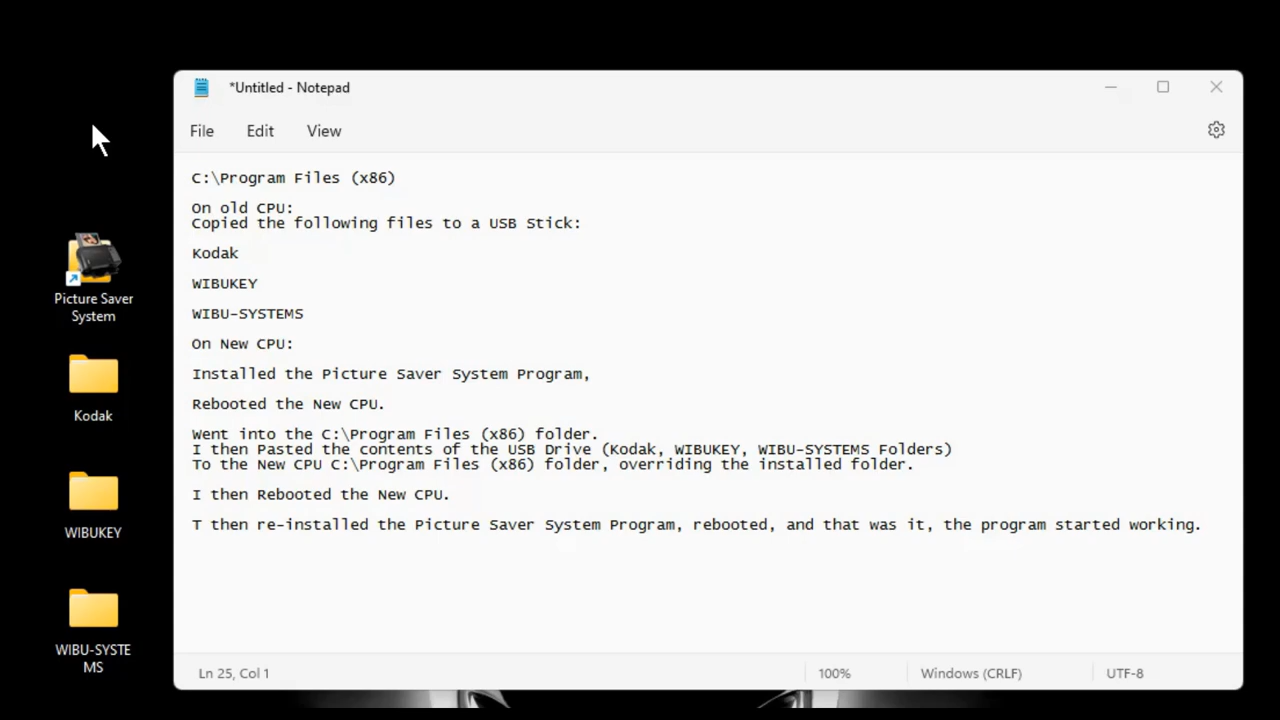 *Untitled - Notepad
File Edit View
C:\Program Files (x86)
On old CPU:
Copied the following files to a USB Stick:
Kodak
WIBUKEY
WIBU-SYSTEMS
On New CPU:
Installed the Picture Saver System Program,
Rebooted the New CPU.
Went into the C:\Program Files (x86) folder.
I then Pasted the contents of the USB Drive (Kodak, WIBUKEY, WIBU-SYSTEMS Folders)
To the New CPU C:\Program Files (x86) folder, overriding the installed folder.
I then Rebooted the New CPU.
T then re-installed the Picture Saver System Program, rebooted, and that was it, the program started working.
Ln 25, Col 1 100% Windows (CRLF) UTF-8
Picture Saver
System
Kodak
WIBUKEY
WIBU-SYSTE
MS